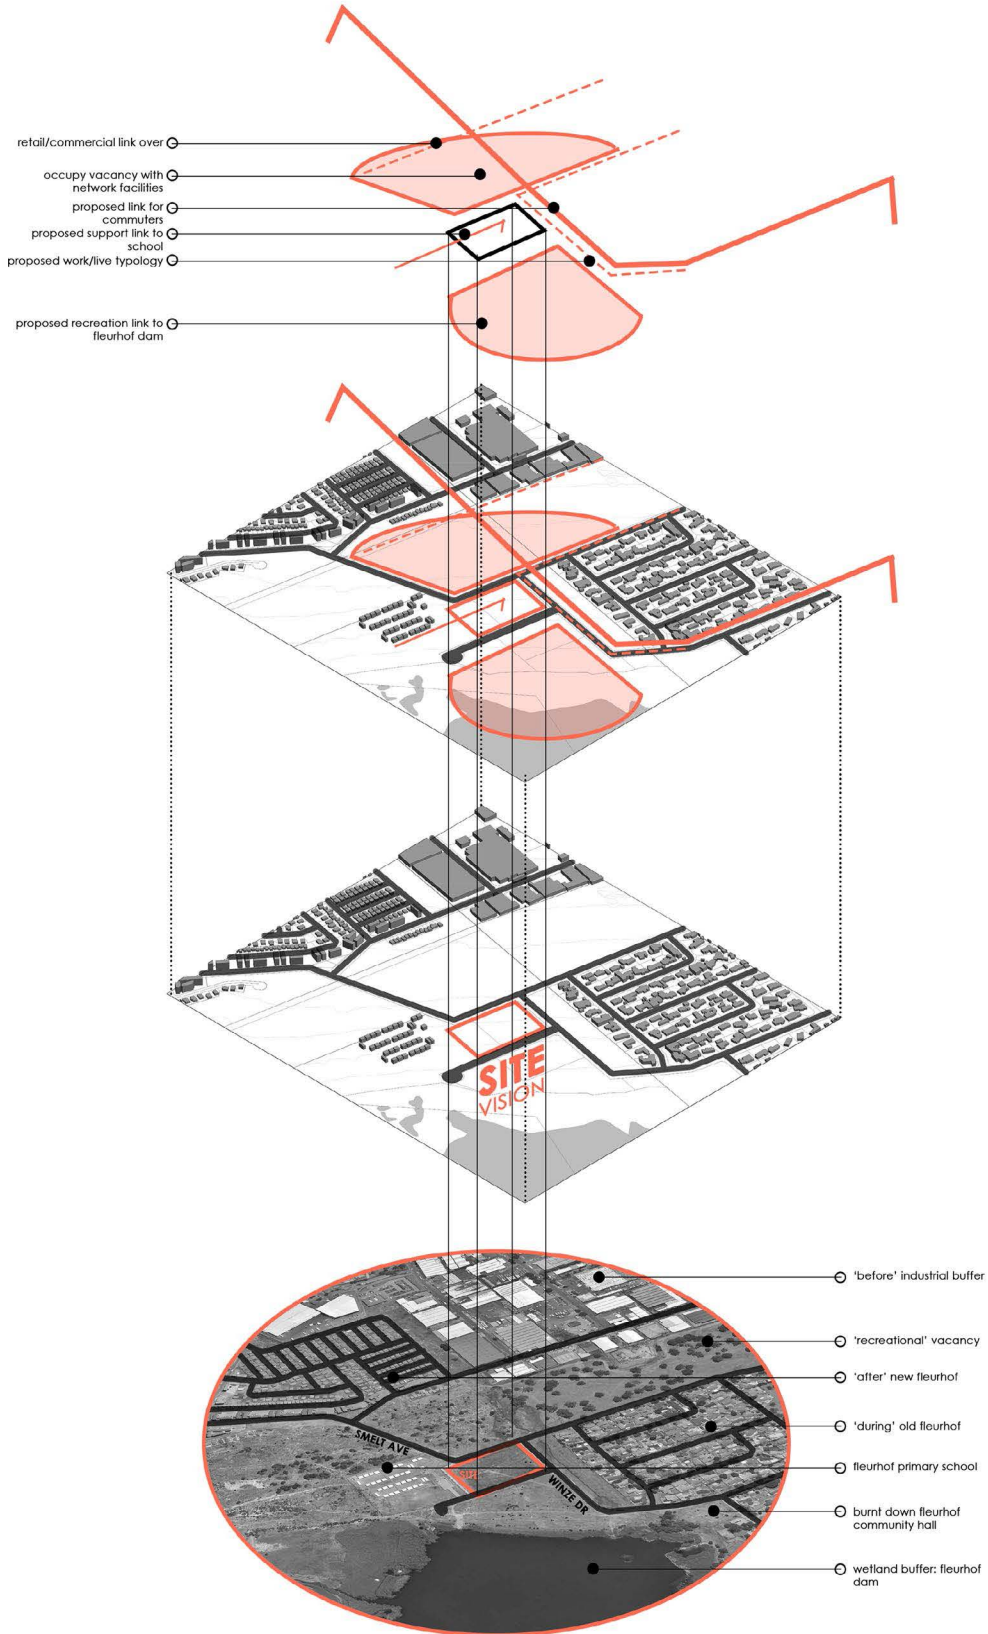 retail/commercial link over
occupy vacancy with
network facilities
proposed link for
commuters
proposed support link to
school
proposed work/live typology
proposed recreation link to
fleurhof dam
SITE
VISION
'before' industrial buffer
'recreational' vacancy
'after' new fleurhof
'during' old fleurhof
SMELT AVE
fleurhof primary school
SITE
WINZE DR
burnt down fleurhof
community hall
wetland buffer: fleurhof
dam